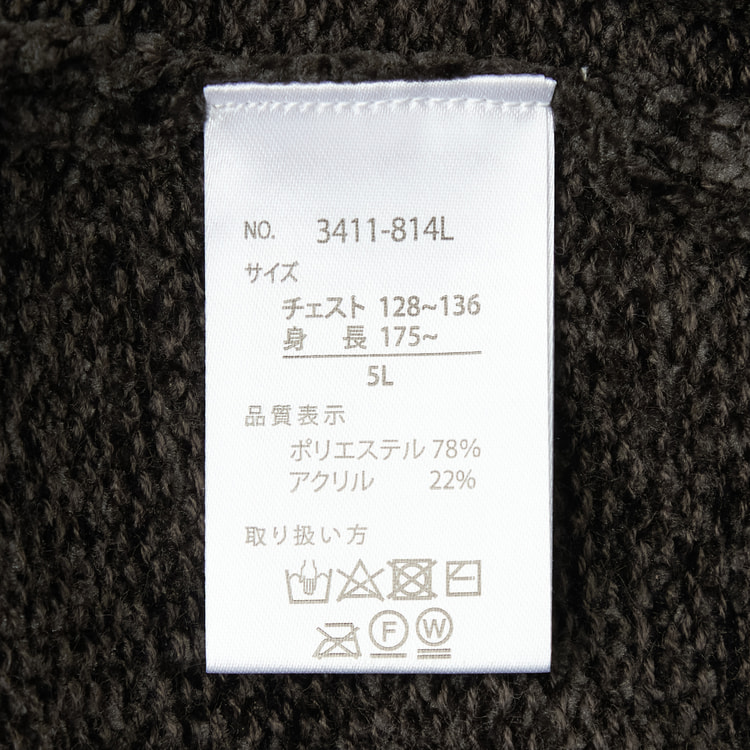 NO. 3411-814L
サイズ
チェスト 128~136
身 長 175~
5L
品質表示
ポリエステル 78%
アクリル 22%
取り扱い方
F W